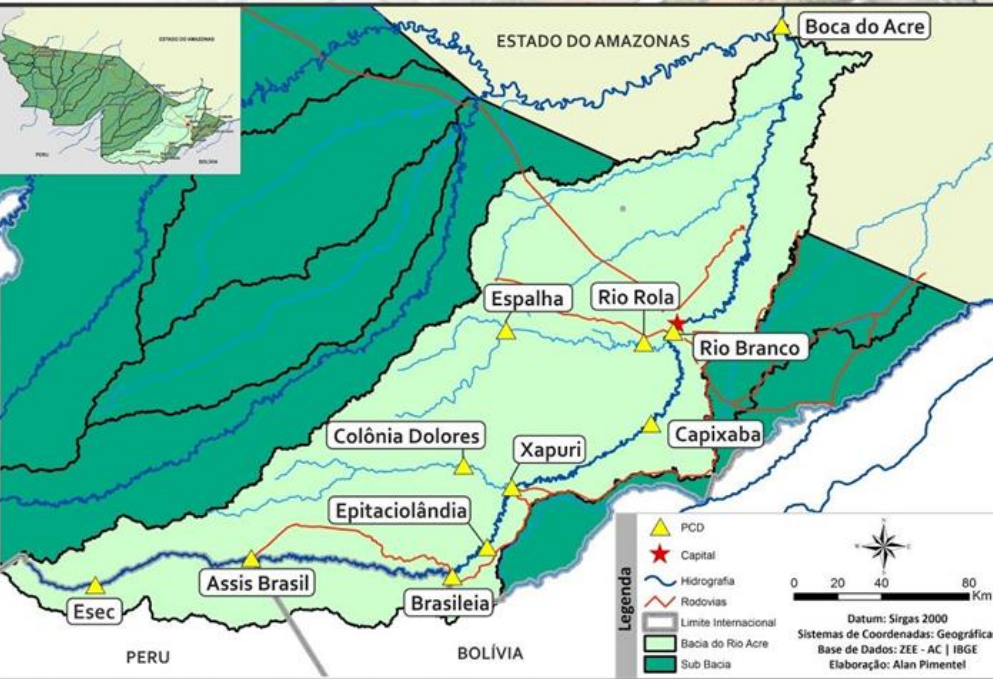 ESTADO DO AMAZONAS
PERU
BOLÍVIA
ESTADO DO AMAZONAS
Boca do Acre
Espalha
Rio Rola
Rio Branco
Colônia Dolores
Xapuri
Capixaba
Epitaciolândia
Assis Brasil
Esec
Brasileia
PERU
BOLÍVIA
Legenda
PCD
Capital
Hidrografia
Rodovias
Limite Internacional
Bacia do Rio Acre
Sub Bacia
0 20 40 80
Km
Datum: Sirgas 2000
Sistemas de Coordenadas: Geográfica
Base de Dados: ZEE - AC | IBGE
Elaboração: Alan Pimentel